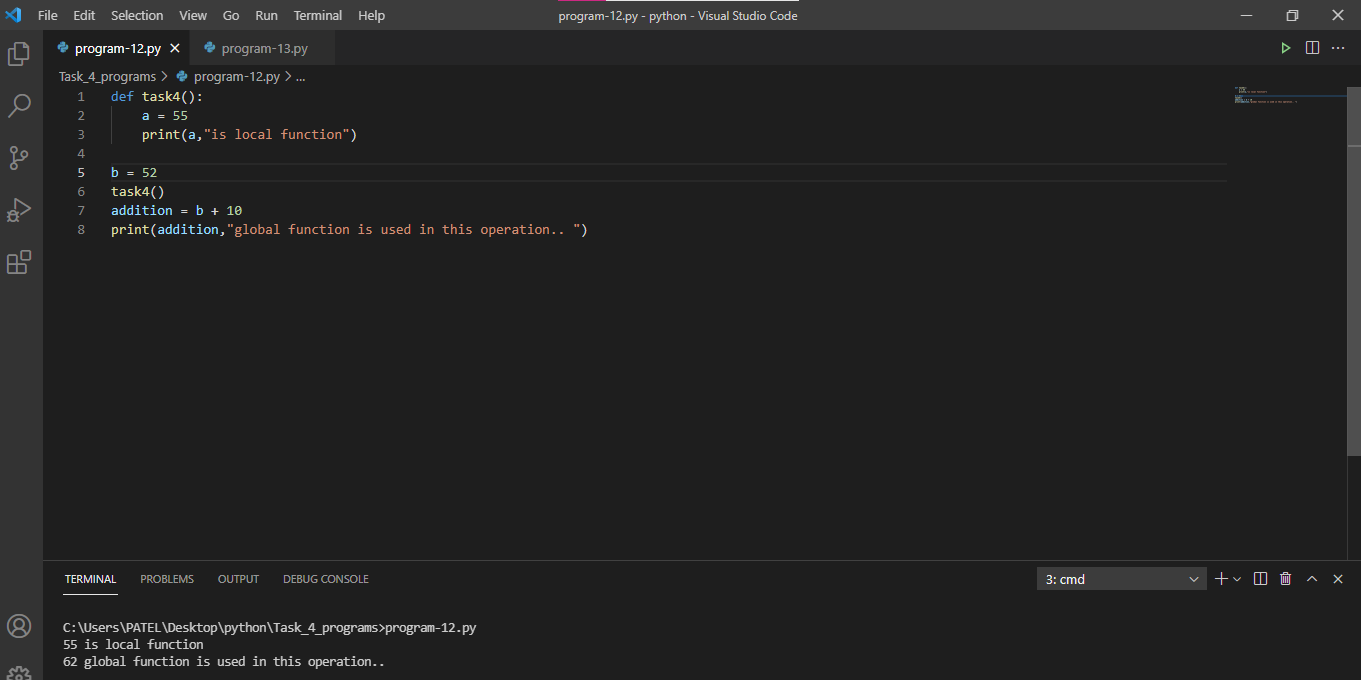 File Edit Selection View Go Run Terminal Help program-12.py - python - Visual Studio Code
program-12.py program-13.py
Task_4_programs > program-12.py > ...
1 def task4():
2     a = 55
3     print(a,"is local function")
4
5 b = 52
6 task4()
7 addition = b + 10
8 print(addition,"global function is used in this operation.. ")
TERMINAL PROBLEMS OUTPUT DEBUG CONSOLE 3: cmd
C:\Users\PATEL\Desktop\python\Task_4_programs>program-12.py
55 is local function
62 global function is used in this operation..